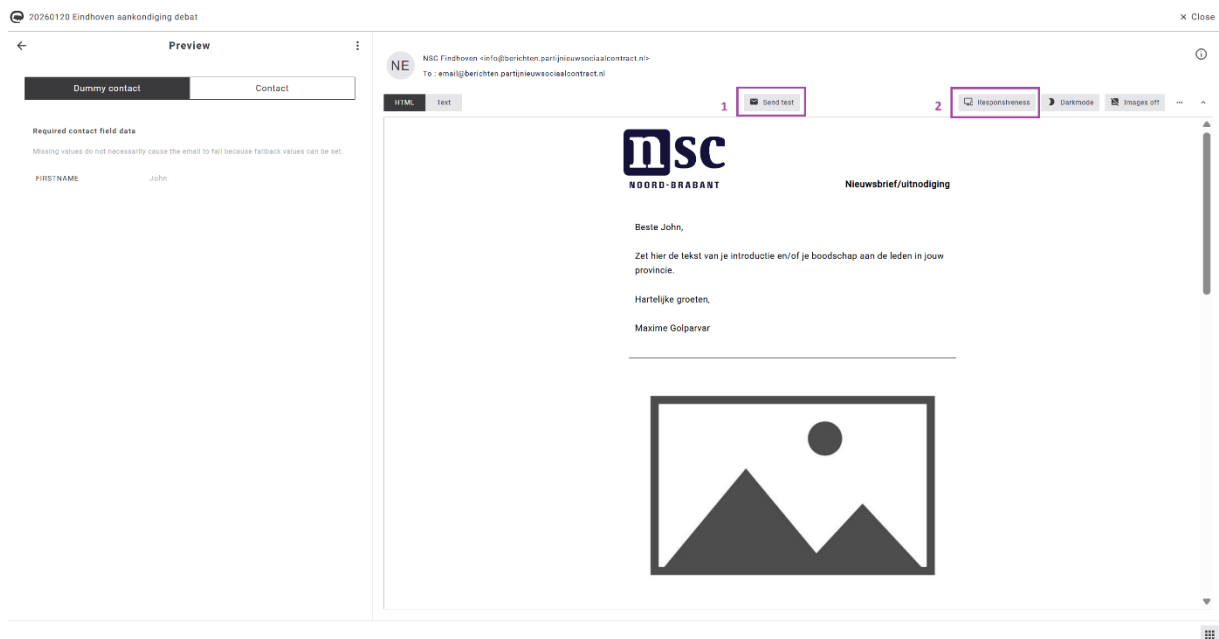 20260120 Eindhoven aankondiging debat
× Close
Preview
Dummy contact
Contact
Required contact field data
Missing values do not necessarily cause the email to fail because fallback values can be set.
FIRSTNAME John
NE
NSC Eindhoven <info@berichten.partijnieuwsociaalcontract.nl>
To : email@berichten.partijnieuwsociaalcontract.nl
HTML Text
1 Send test
2 Responsiveness
Darkmode
Images off
nsc
NOORD-BRABANT
Nieuwsbrief/uitnodiging
Beste John,
Zet hier de tekst van je introductie en/of je boodschap aan de leden in jouw
provincie.
Hartelijke groeten,
Maxime Golparvar